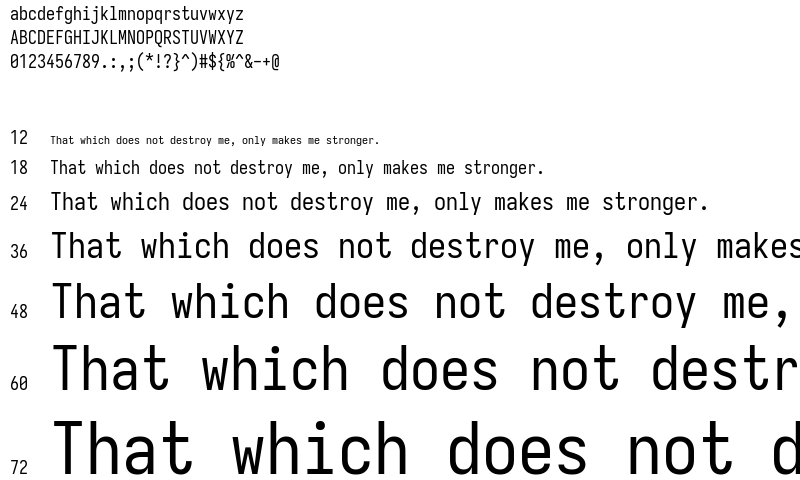 abcdefghijklmnopqrstuvwxyz
ABCDEFGHIJKLMNOPQRSTUVWXYZ
0123456789.:,;(*!?}^)#${%^&-+@
12 That which does not destroy me, only makes me stronger.
18 That which does not destroy me, only makes me stronger.
24 That which does not destroy me, only makes me stronger.
36 That which does not destroy me, only makes
48 That which does not destroy me,
60 That which does not destr
72 That which does not d